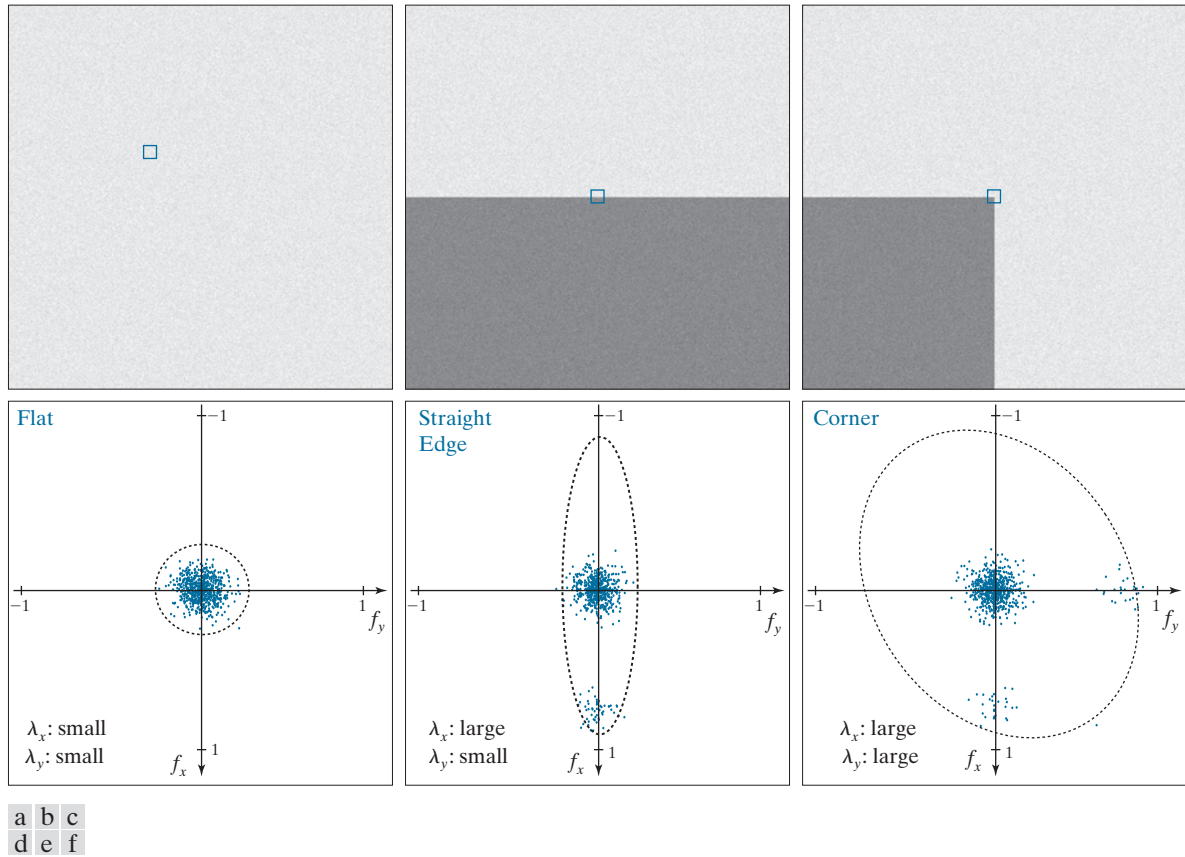 Flat
−1
−1
1
f_y
λ_x: small
λ_y: small
1
f_x
Straight
Edge
−1
−1
1
f_y
λ_x: large
λ_y: small
1
f_x
Corner
−1
−1
1
f_y
λ_x: large
λ_y: large
1
f_x
a b c
d e f